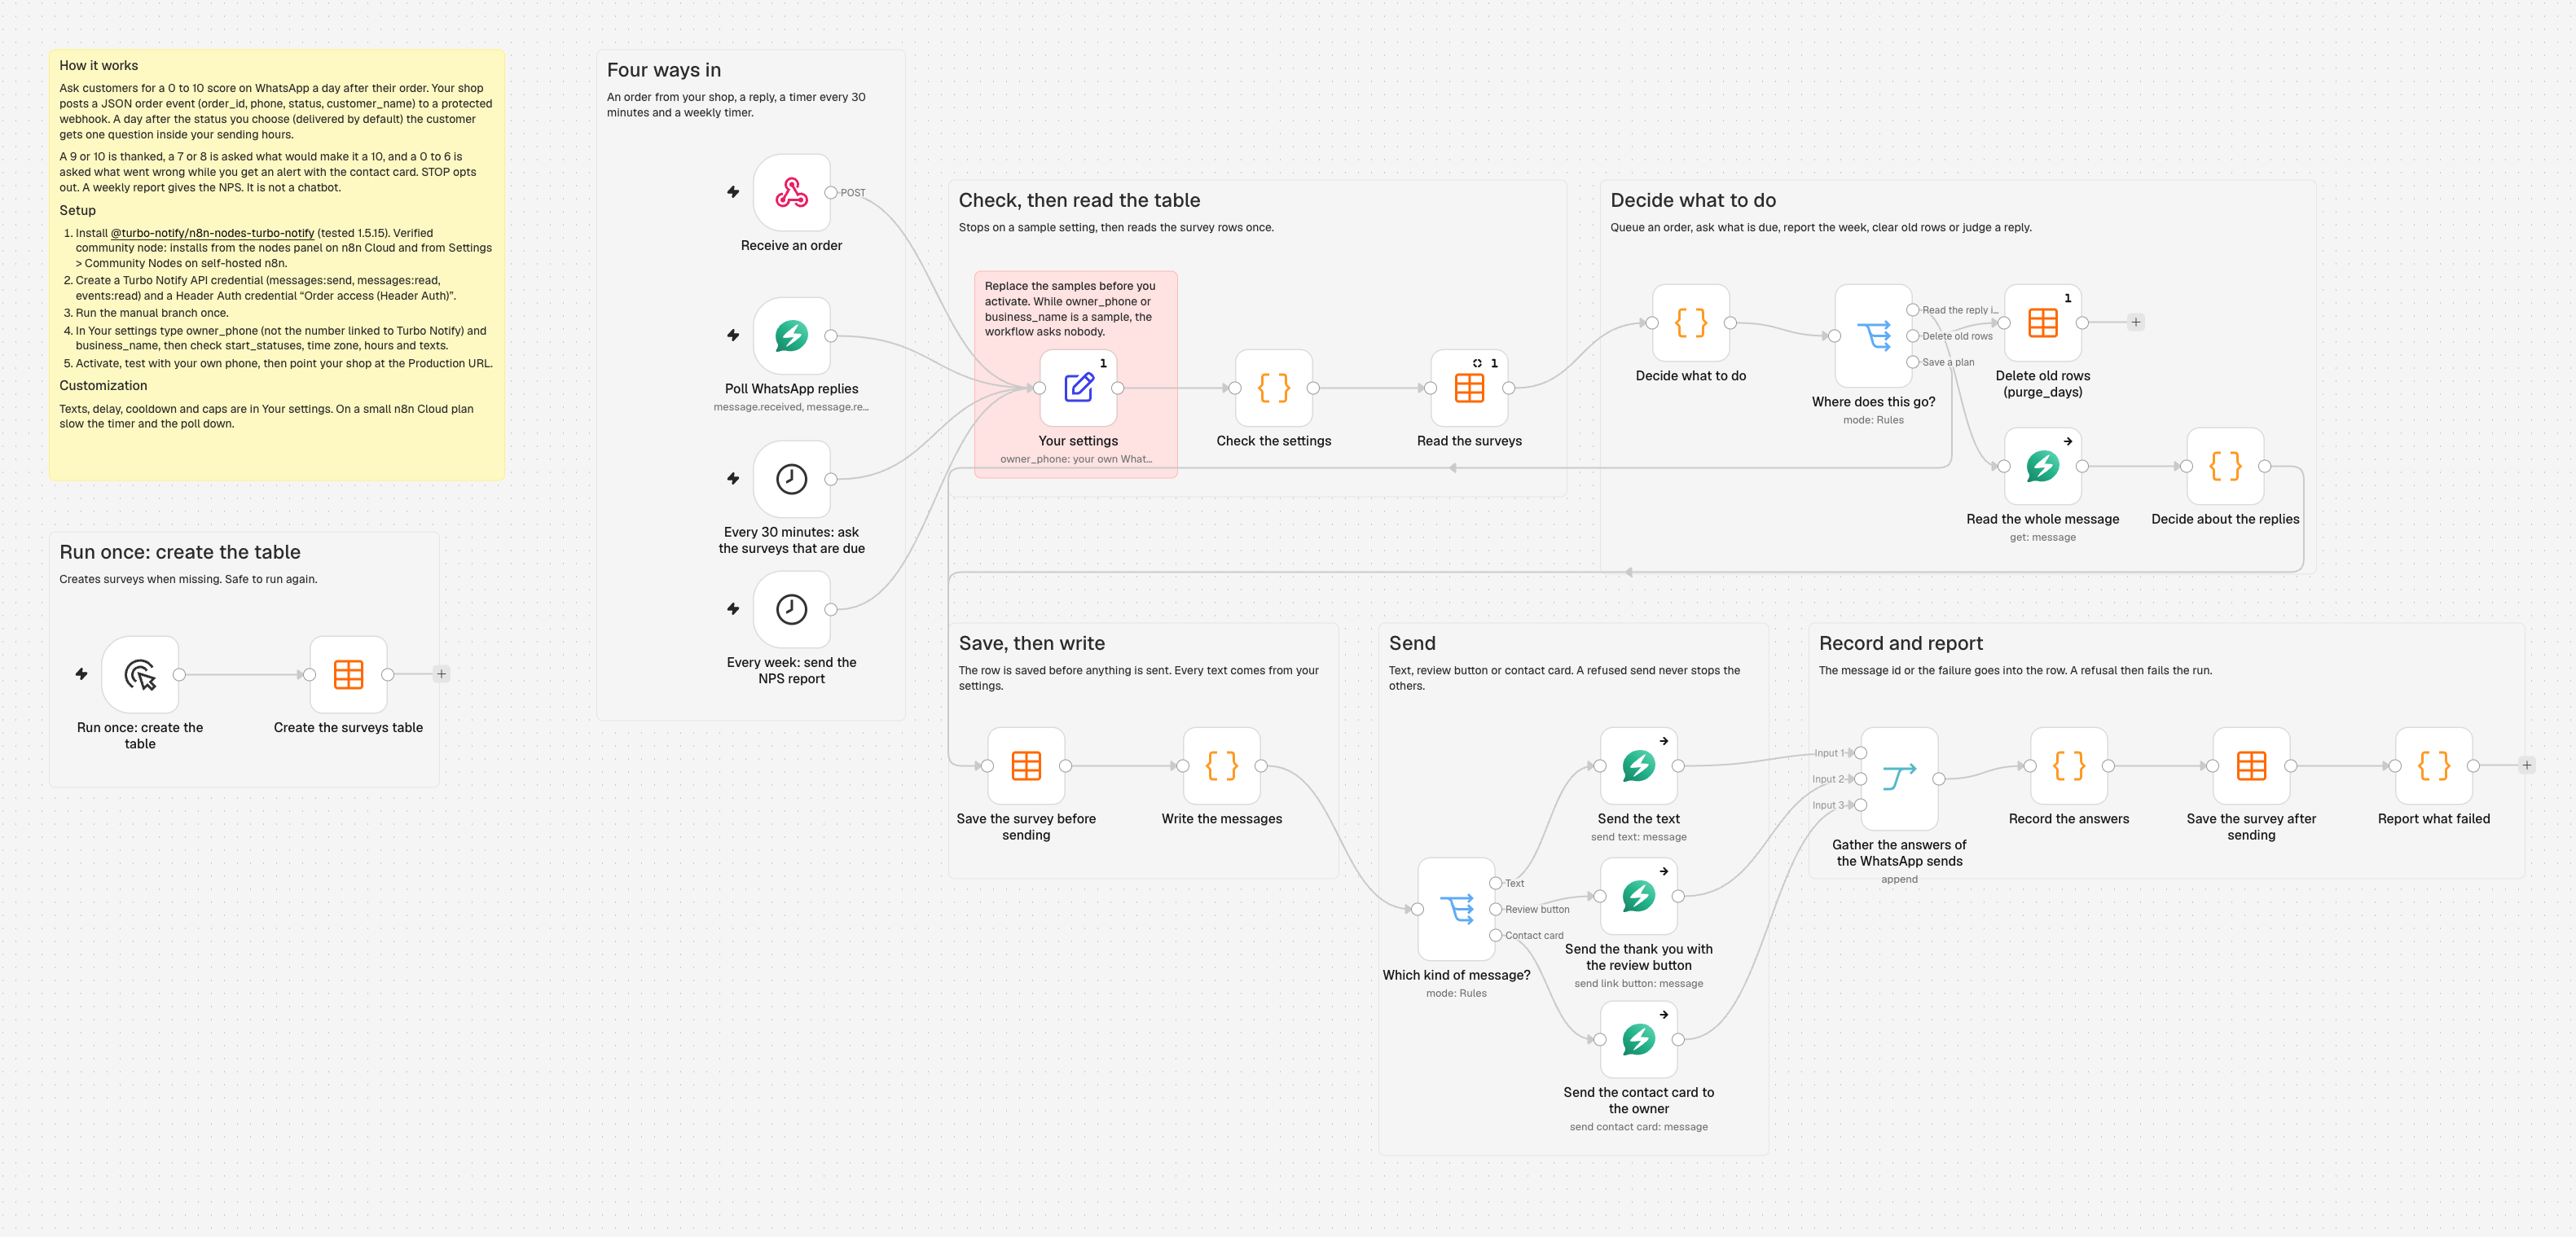 How it works
Ask customers for a 0 to 10 score on WhatsApp a day after their order. Your shop
posts a JSON order event (order_id, phone, status, customer_name) to a protected
webhook. A day after the status you choose (delivered by default) the customer
gets one question inside your sending hours.
A 9 or 10 is thanked, a 7 or 8 is asked what would make it a 10, and a 0 to 6 is
asked what went wrong while you get an alert with the contact card. STOP opts
out. A weekly report gives the NPS. It is not a chatbot.
Setup
1. Install @turbo-notify/n8n-nodes-turbo-notify (tested 1.5.15). Verified
community node: installs from the nodes panel on n8n Cloud and from Settings
> Community Nodes on self-hosted n8n.
2. Create a Turbo Notify API credential (messages:send, messages:read,
events:read) and a Header Auth credential “Order access (Header Auth)”.
3. Run the manual branch once.
4. In Your settings type owner_phone (not the number linked to Turbo Notify) and
business_name, then check start_statuses, time zone, hours and texts.
5. Activate, test with your own phone, then point your shop at the Production URL.
Customization
Texts, delay, cooldown and caps are in Your settings. On a small n8n Cloud plan
slow the timer and the poll down.
Run once: create the table
Creates surveys when missing. Safe to run again.
Run once: create the
table
Create the surveys table
Four ways in
An order from your shop, a reply, a timer every 30
minutes and a weekly timer.
POST
Receive an order
Poll WhatsApp replies
message.received, message.re...
Every 30 minutes: ask
the surveys that are due
Every week: send the
NPS report
Check, then read the table
Stops on a sample setting, then reads the survey rows once.
Replace the samples before you
activate. While owner_phone or
business_name is a sample, the
workflow asks nobody.
1
Your settings
owner_phone: your own What...
Check the settings
1
Read the surveys
Decide what to do
Queue an order, ask what is due, report the week, clear old rows or judge a reply.
Decide what to do
Where does this go?
mode: Rules
Read the reply i...
Delete old rows
Save a plan
1
Delete old rows
(purge_days)
Read the whole message
get: message
Decide about the replies
Save, then write
The row is saved before anything is sent. Every text comes from your
settings.
Save the survey before
sending
Write the messages
Send
Text, review button or contact card. A refused send never stops the
others.
Which kind of message?
mode: Rules
Text
Review button
Contact card
Send the text
send text: message
Send the thank you with
the review button
send link button: message
Send the contact card to
the owner
send contact card: message
Record and report
The message id or the failure goes into the row. A refusal then fails the run.
Input 1
Input 2
Input 3
Gather the answers of
the WhatsApp sends
append
Record the answers
Save the survey after
sending
Report what failed